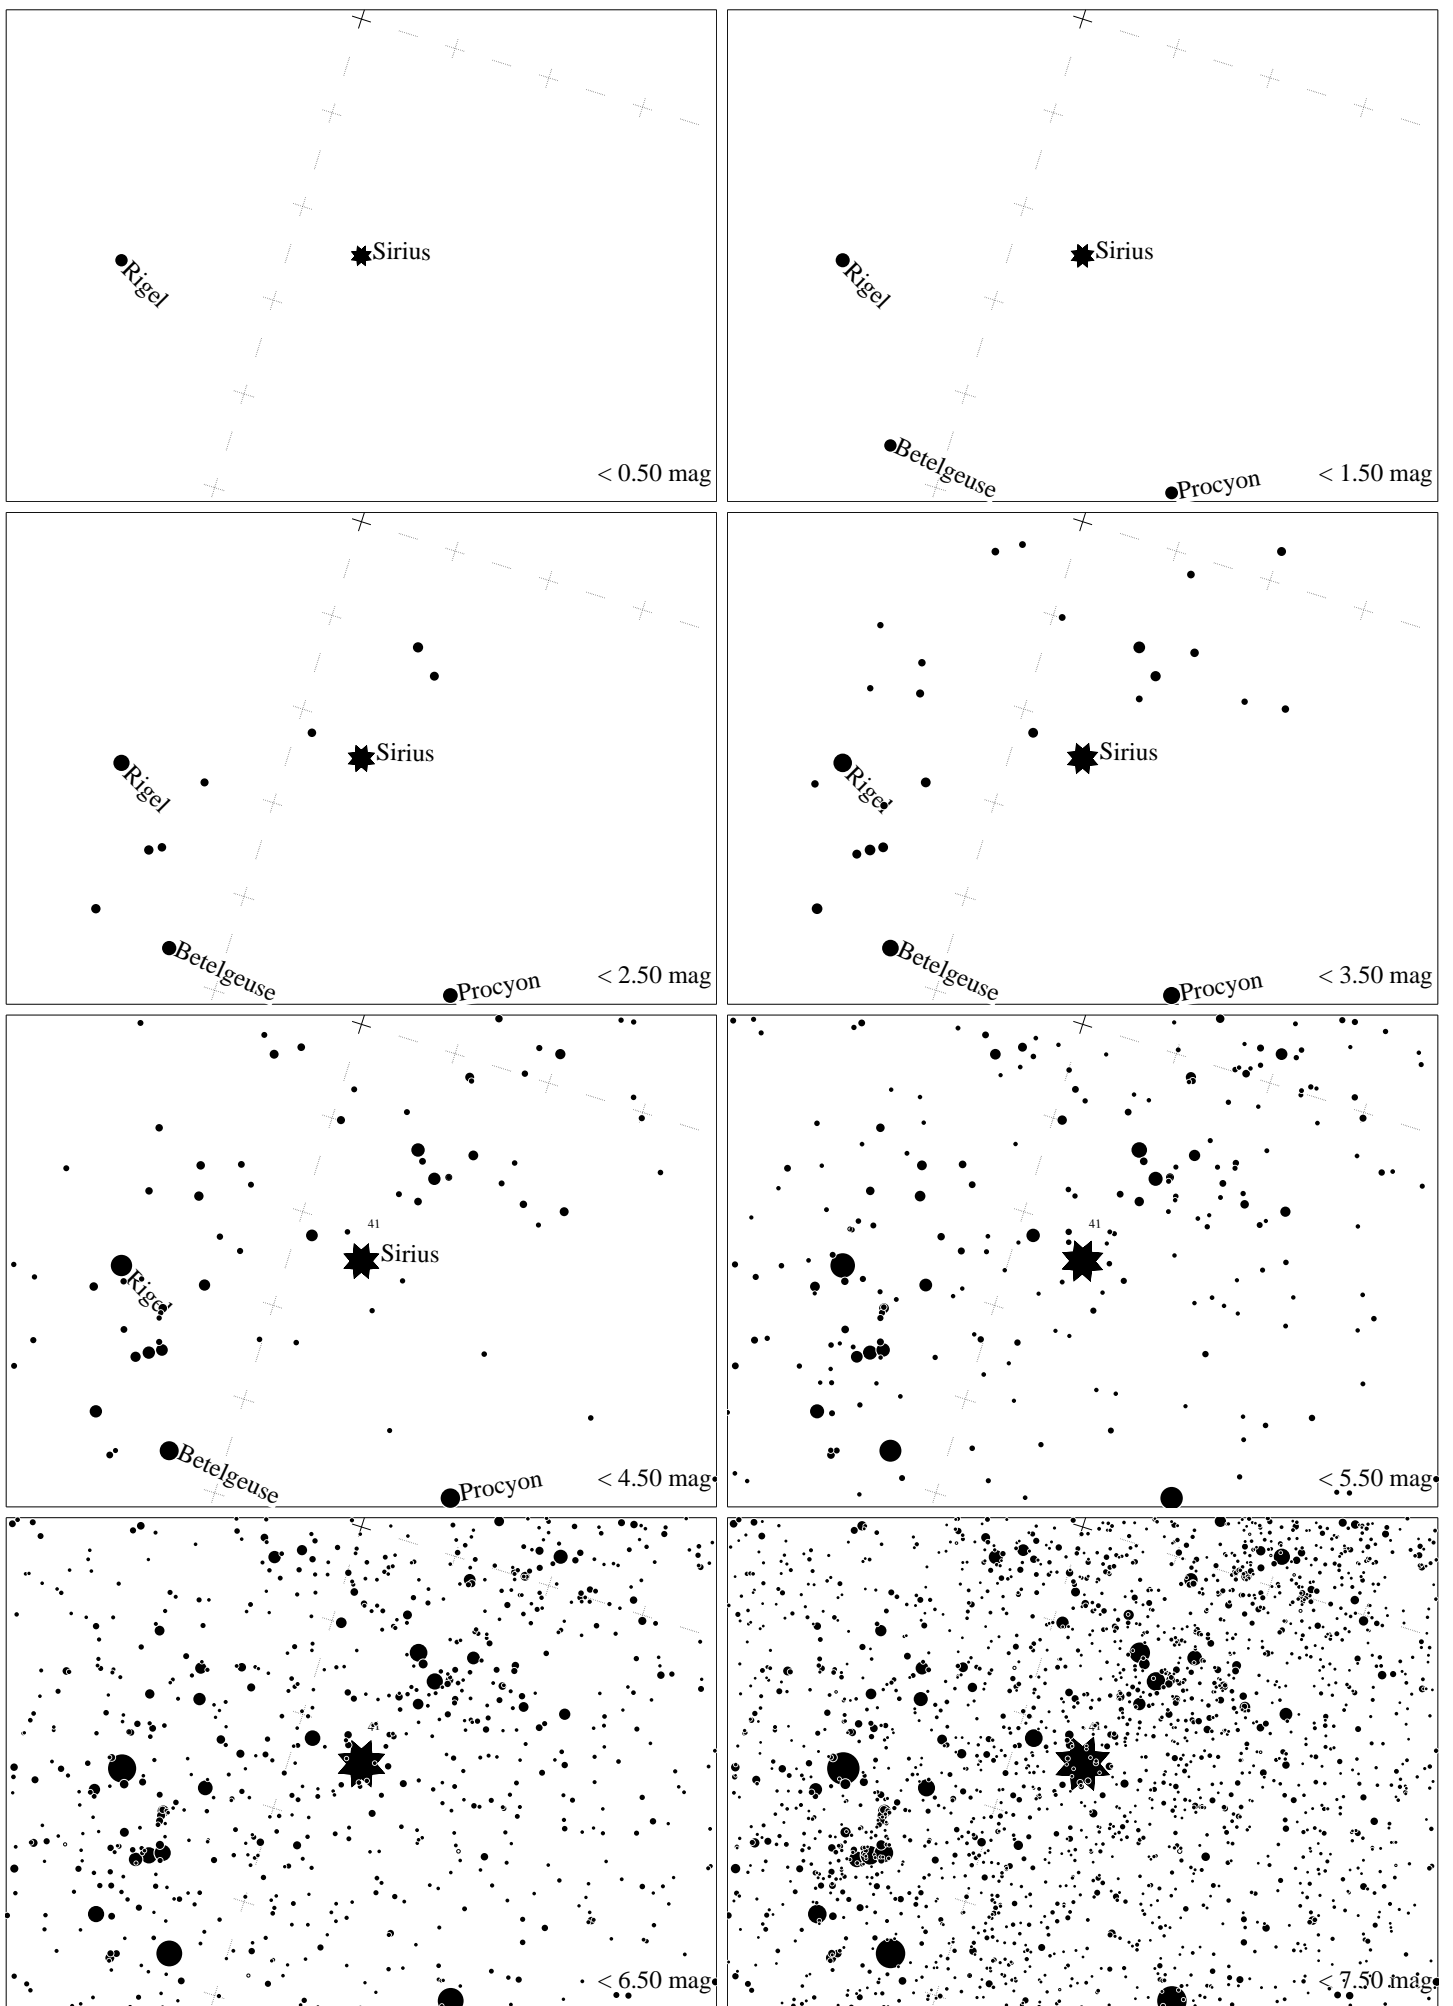 Sirius
Rigel
< 0.50 mag
Sirius
Rigel
Betelgeuse
Procyon
< 1.50 mag
Sirius
Rigel
Betelgeuse
Procyon
< 2.50 mag
Sirius
Rigel
Betelgeuse
Procyon
< 3.50 mag
41
Sirius
Rigel
Betelgeuse
Procyon
< 4.50 mag
41
< 5.50 mag
41
< 6.50 mag
41
< 7.50 mag